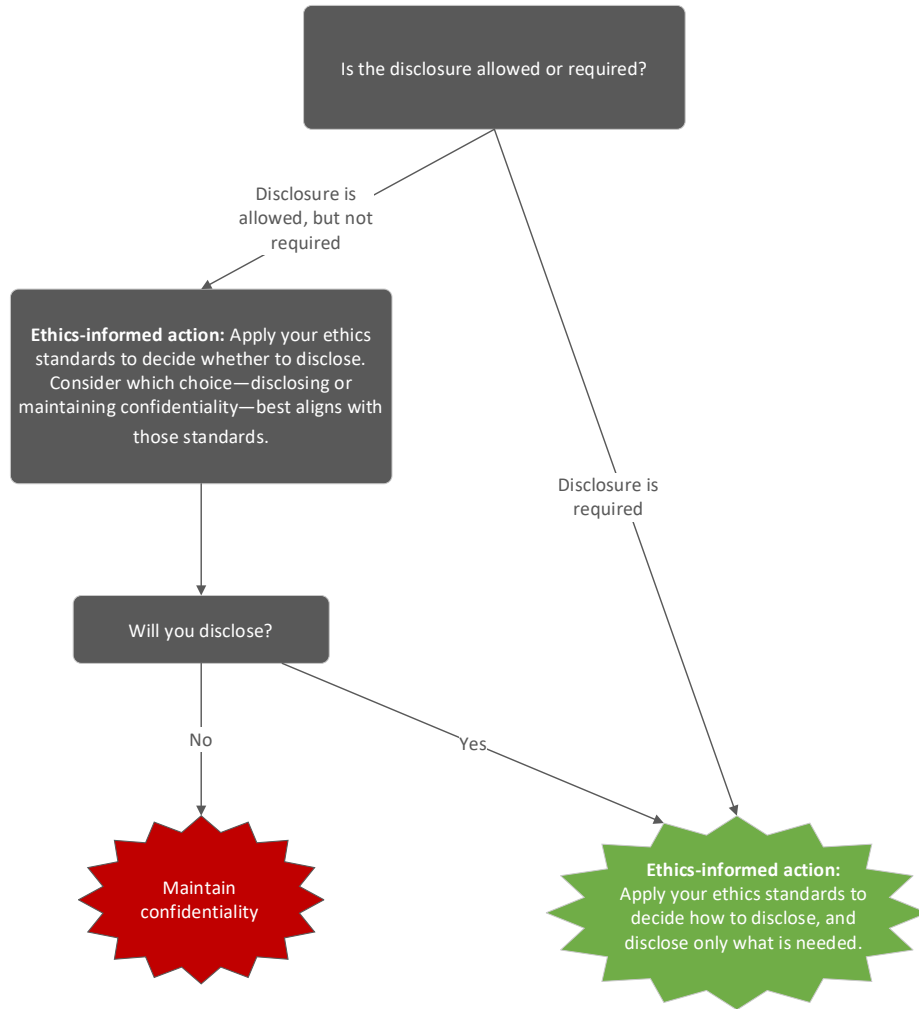 Is the disclosure allowed or required?
Disclosure is
allowed, but not
required
Ethics-informed action: Apply your ethics
standards to decide whether to disclose.
Consider which choice—disclosing or
maintaining confidentiality—best aligns with
those standards.
Disclosure is
required
Will you disclose?
No
Yes
Maintain
confidentiality
Ethics-informed action:
Apply your ethics standards to
decide how to disclose, and
disclose only what is needed.